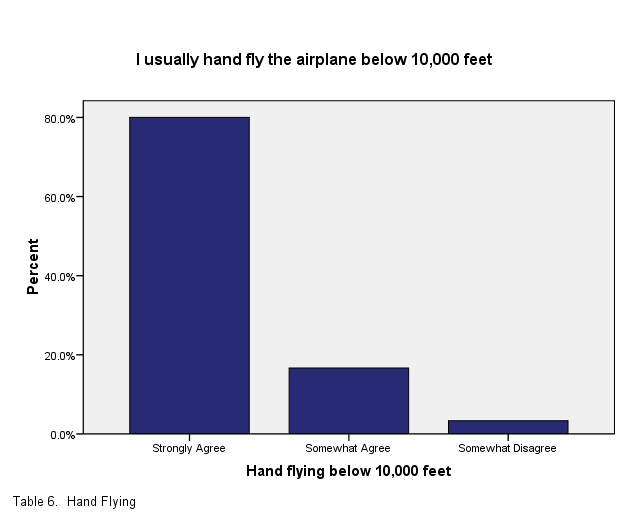 I usually hand fly the airplane below 10,000 feet
80.0%
60.0%
40.0%
20.0%
0.0%
Percent
Strongly Agree Somewhat Agree Somewhat Disagree
Hand flying below 10,000 feet
Table 6. Hand Flying